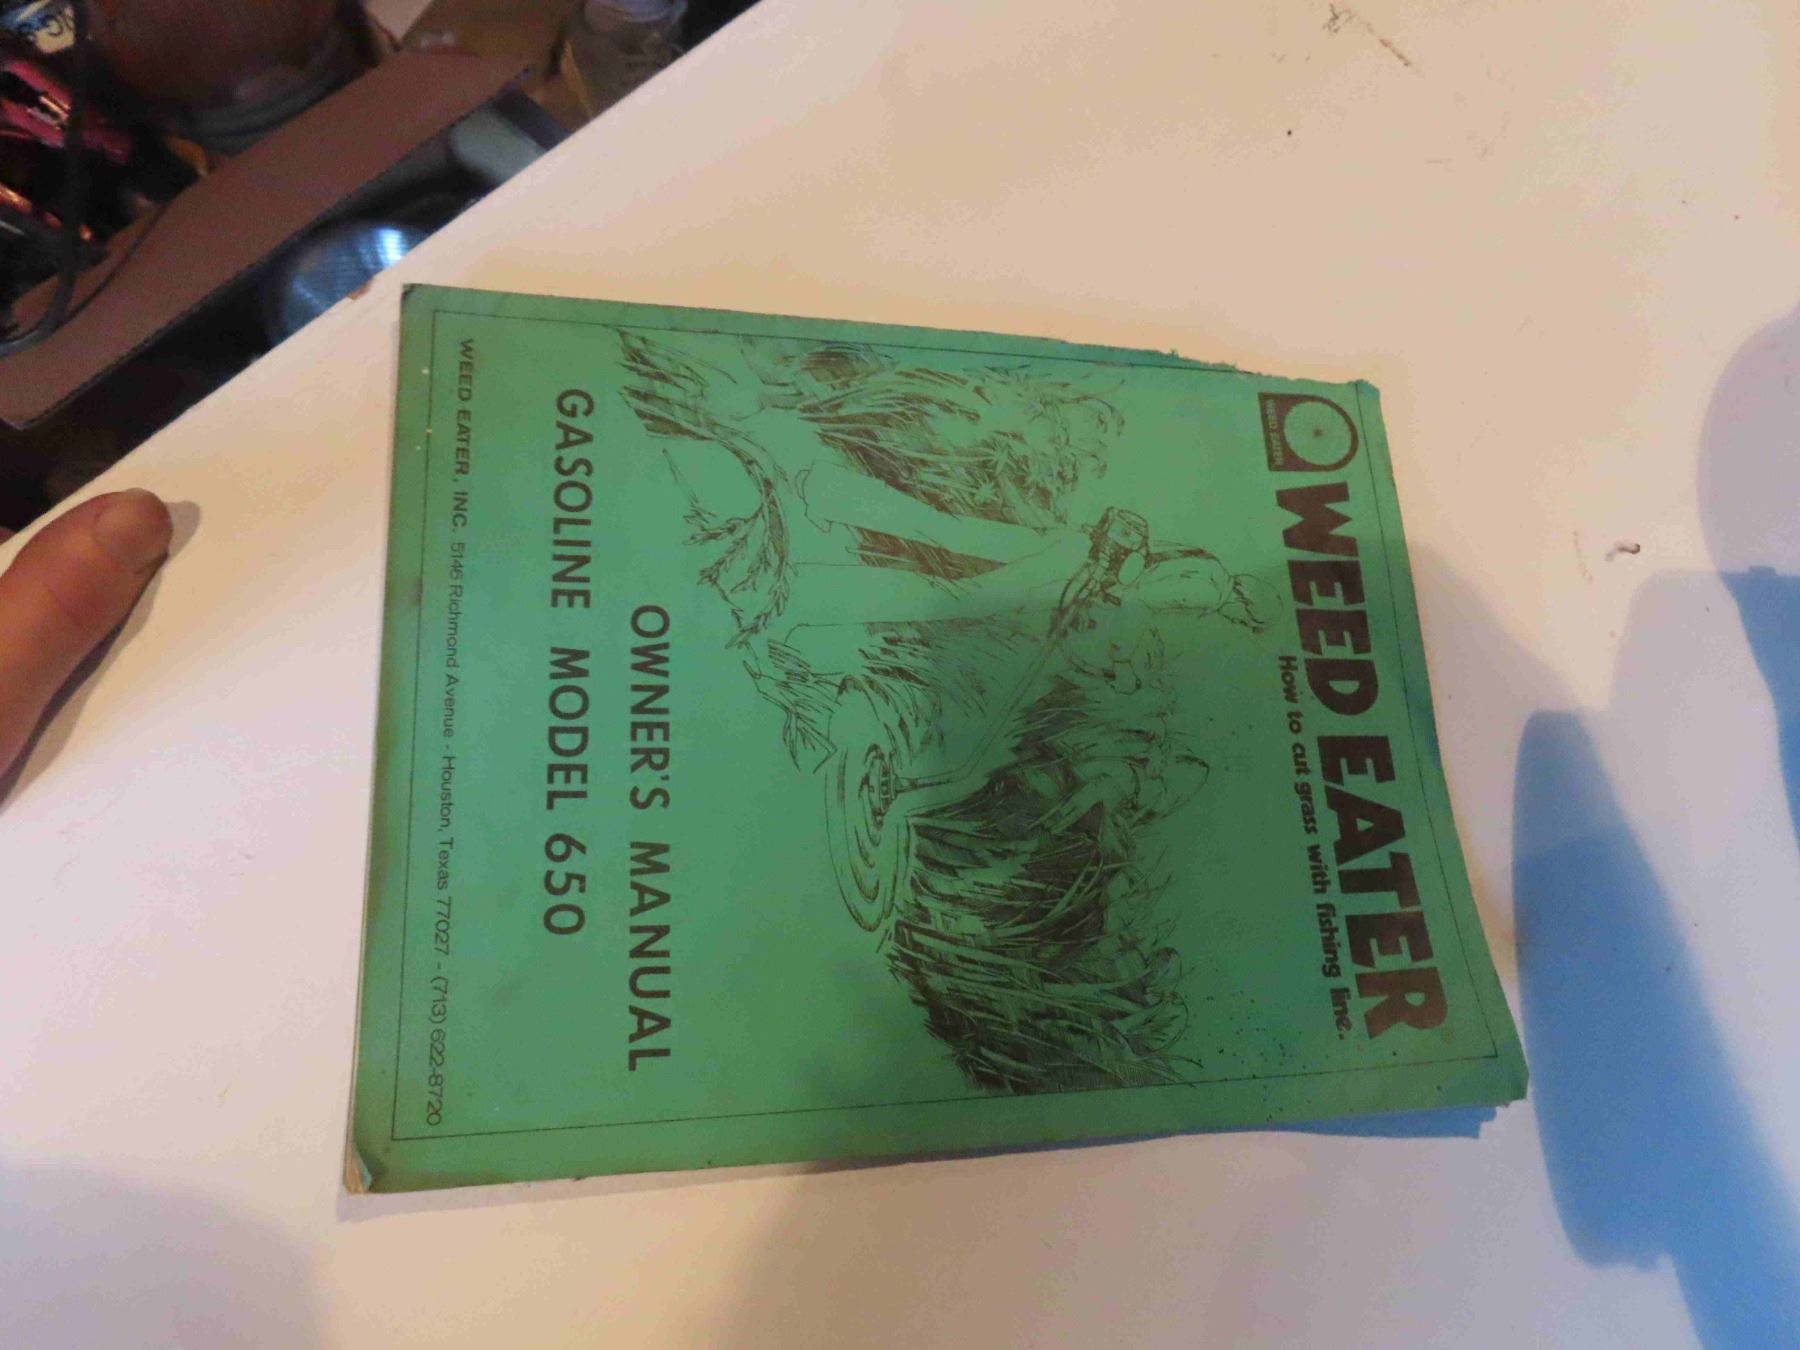 WEED EATER
WEED EATER
How to cut grass with fishing line.
OWNER'S MANUAL
GASOLINE MODEL 650
WEED EATER, INC. 5146 Richmond Avenue - Houston, Texas 77027 - (713) 622-8720